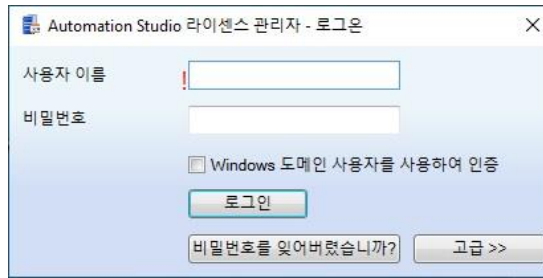 Automation Studio 라이센스 관리자 - 로그온
사용자 이름
!
비밀번호
Windows 도메인 사용자를 사용하여 인증
로그인
비밀번호를 잊어버렸습니까?
고급 >>